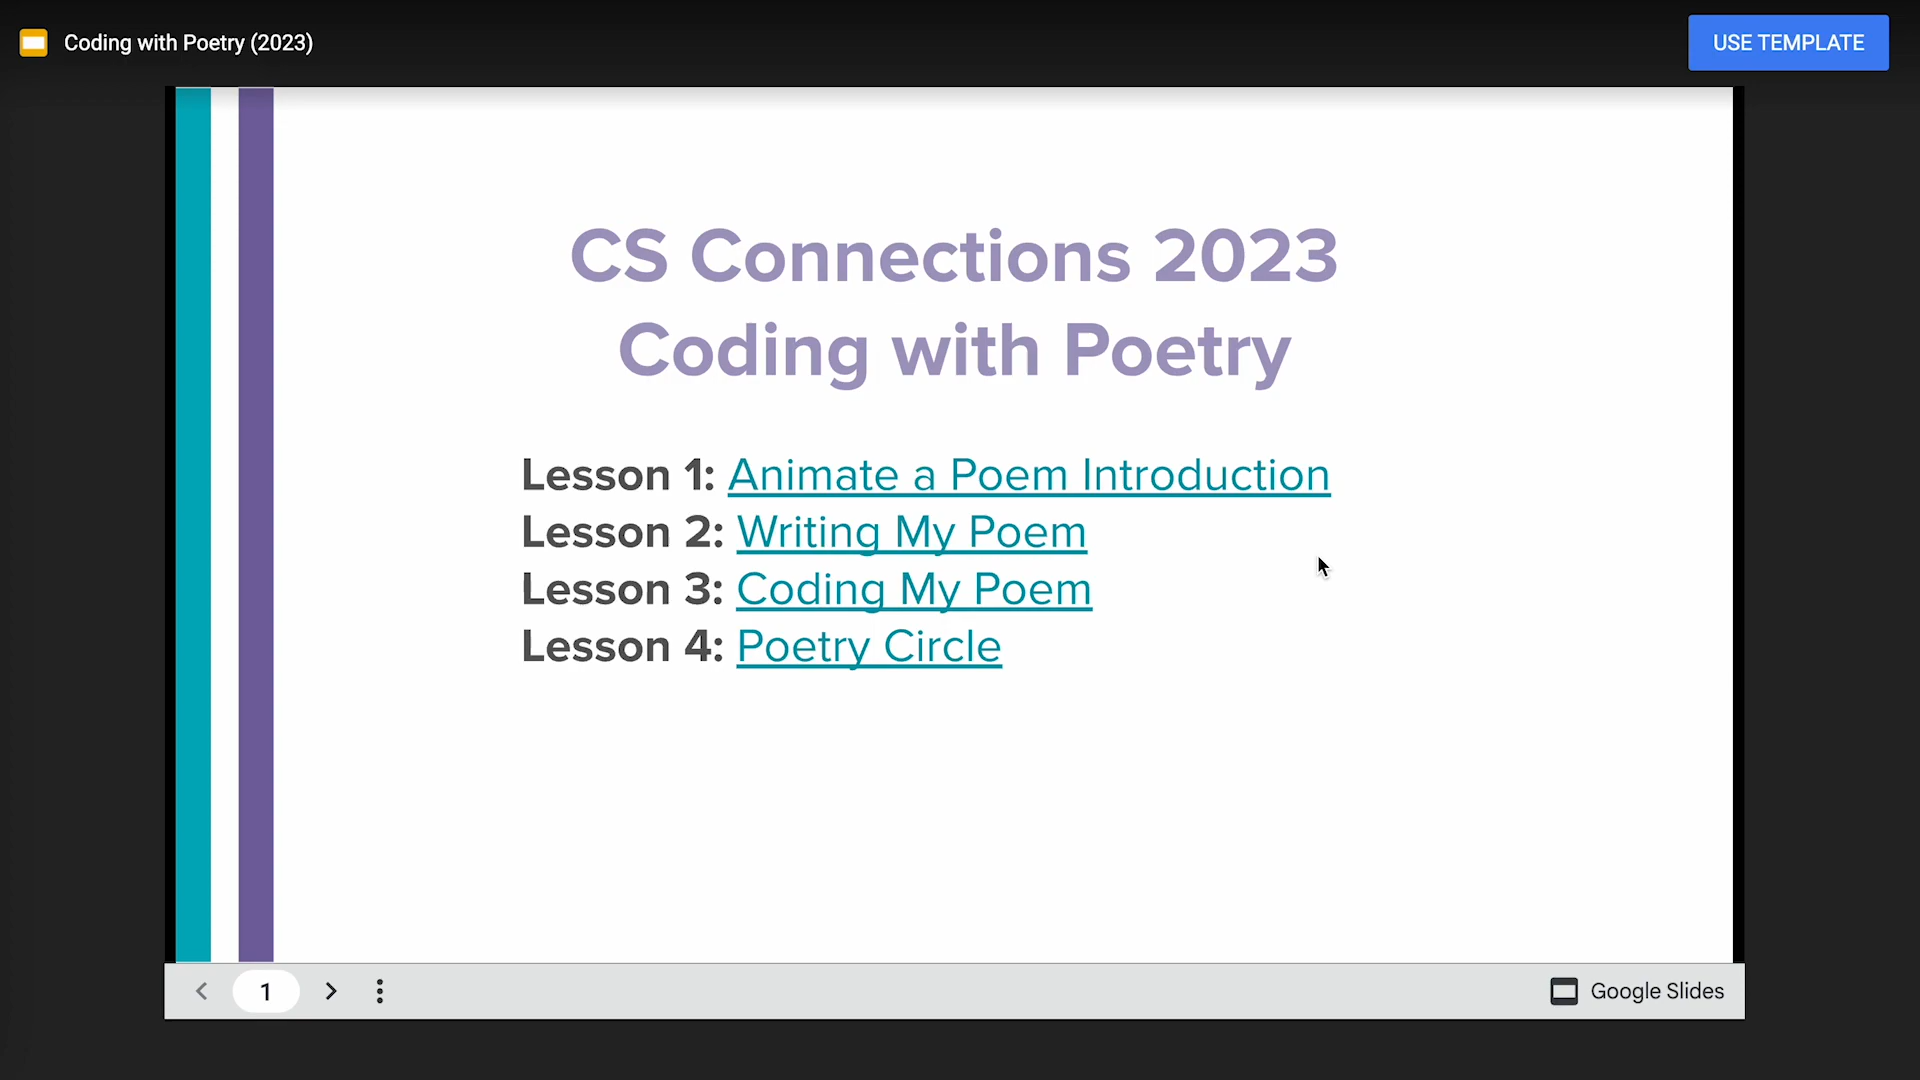 Coding with Poetry (2023)
USE TEMPLATE
CS Connections 2023
Coding with Poetry
Lesson 1: Animate a Poem Introduction
Lesson 2: Writing My Poem
Lesson 3: Coding My Poem
Lesson 4: Poetry Circle
1
Google Slides